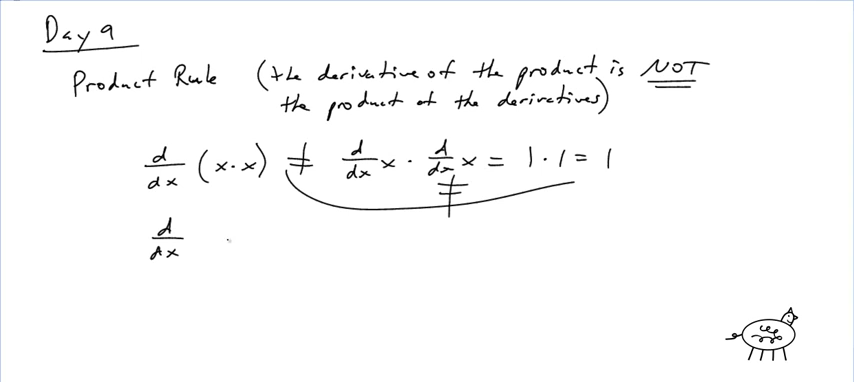 Day 9
Product Rule (the derivative of the product is NOT
the product of the derivatives)
d/dx (x·x) ≠ d/dx x · d/dx x = 1 · 1 = 1
≠
d/dx